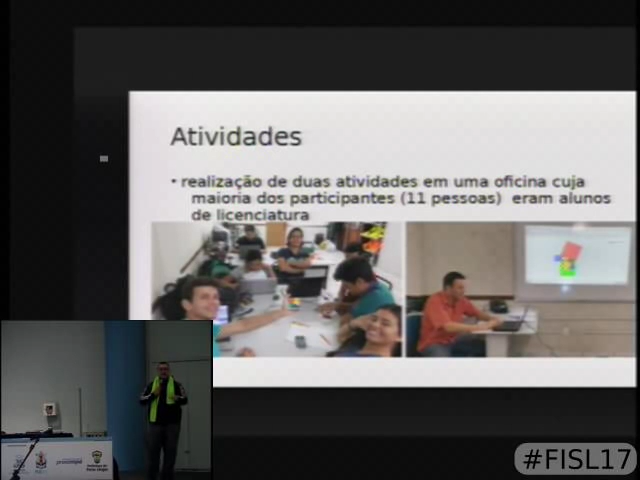 Atividades
• realização de duas atividades em uma oficina cuja
maioria dos participantes (11 pessoas) eram alunos
de licenciatura
#FISL17